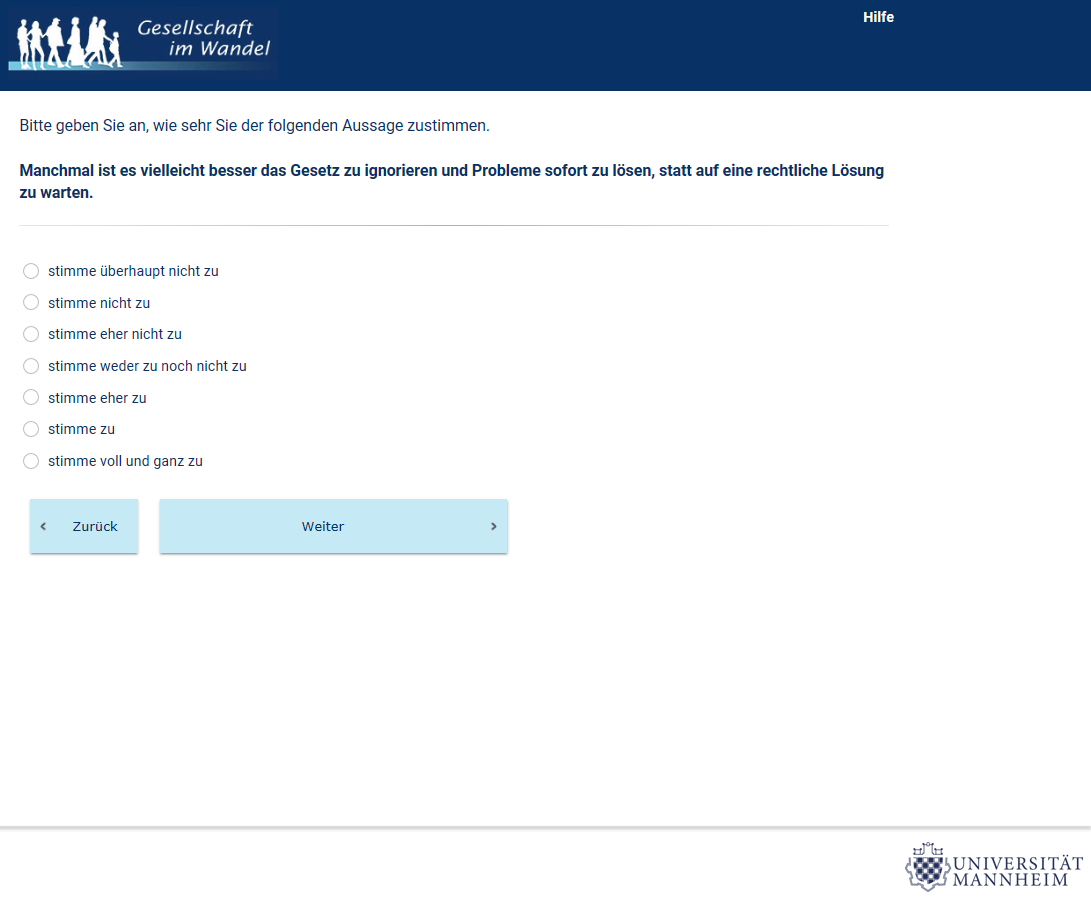 Gesellschaft
im Wandel
Hilfe
Bitte geben Sie an, wie sehr Sie der folgenden Aussage zustimmen.
Manchmal ist es vielleicht besser das Gesetz zu ignorieren und Probleme sofort zu lösen, statt auf eine rechtliche Lösung
zu warten.
stimme überhaupt nicht zu
stimme nicht zu
stimme eher nicht zu
stimme weder zu noch nicht zu
stimme eher zu
stimme zu
stimme voll und ganz zu
Zurück
Weiter
UNIVERSITÄT
MANNHEIM